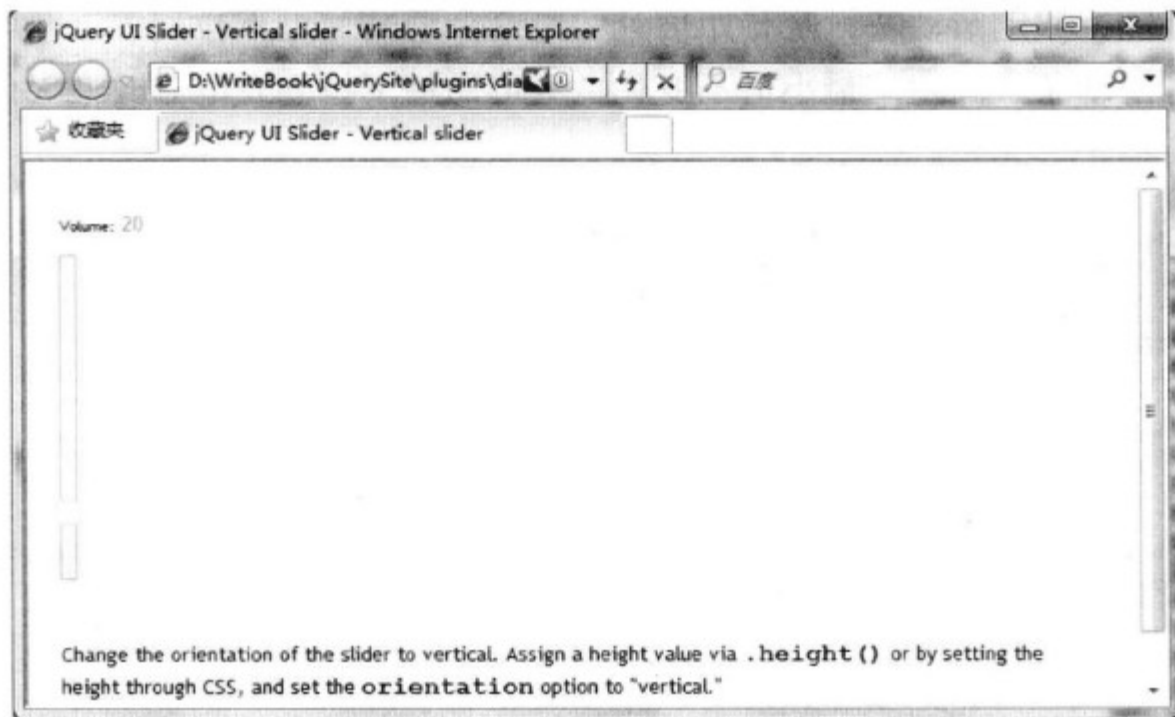 jQuery UI Slider - Vertical slider - Windows Internet Explorer
D:\WriteBook\jQuerySite\plugins\dia
百度
收藏夹
jQuery UI Slider - Vertical slider
Volume: 20
Change the orientation of the slider to vertical. Assign a height value via .height() or by setting the
height through CSS, and set the orientation option to "vertical."